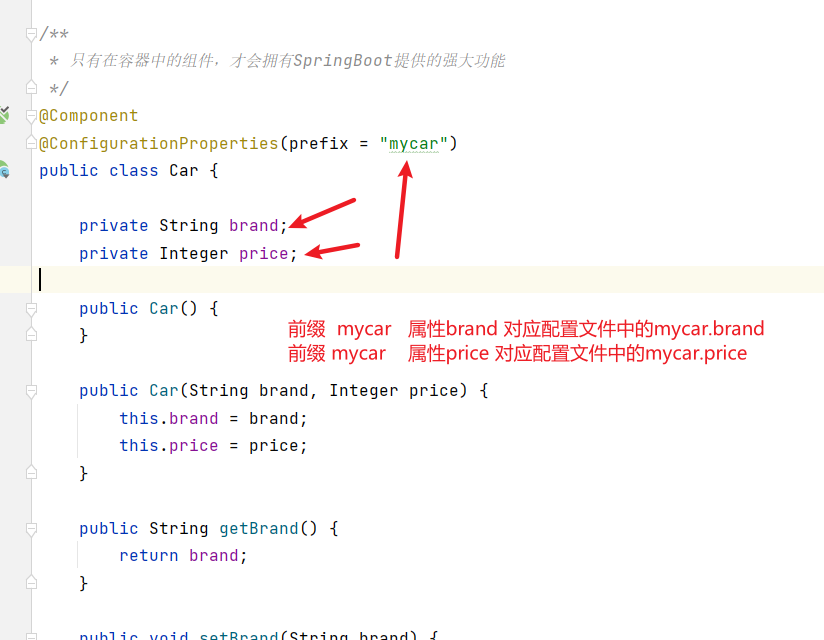 /**
* 只有在容器中的组件，才会拥有SpringBoot提供的强大功能
*/
@Component
@ConfigurationProperties(prefix = "mycar")
public class Car {
private String brand;
private Integer price;
public Car() {
}
前缀 mycar 属性brand 对应配置文件中的mycar.brand
前缀 mycar 属性price 对应配置文件中的mycar.price
public Car(String brand, Integer price) {
this.brand = brand;
this.price = price;
}
public String getBrand() {
return brand;
}
public void setBrand(String brand) {